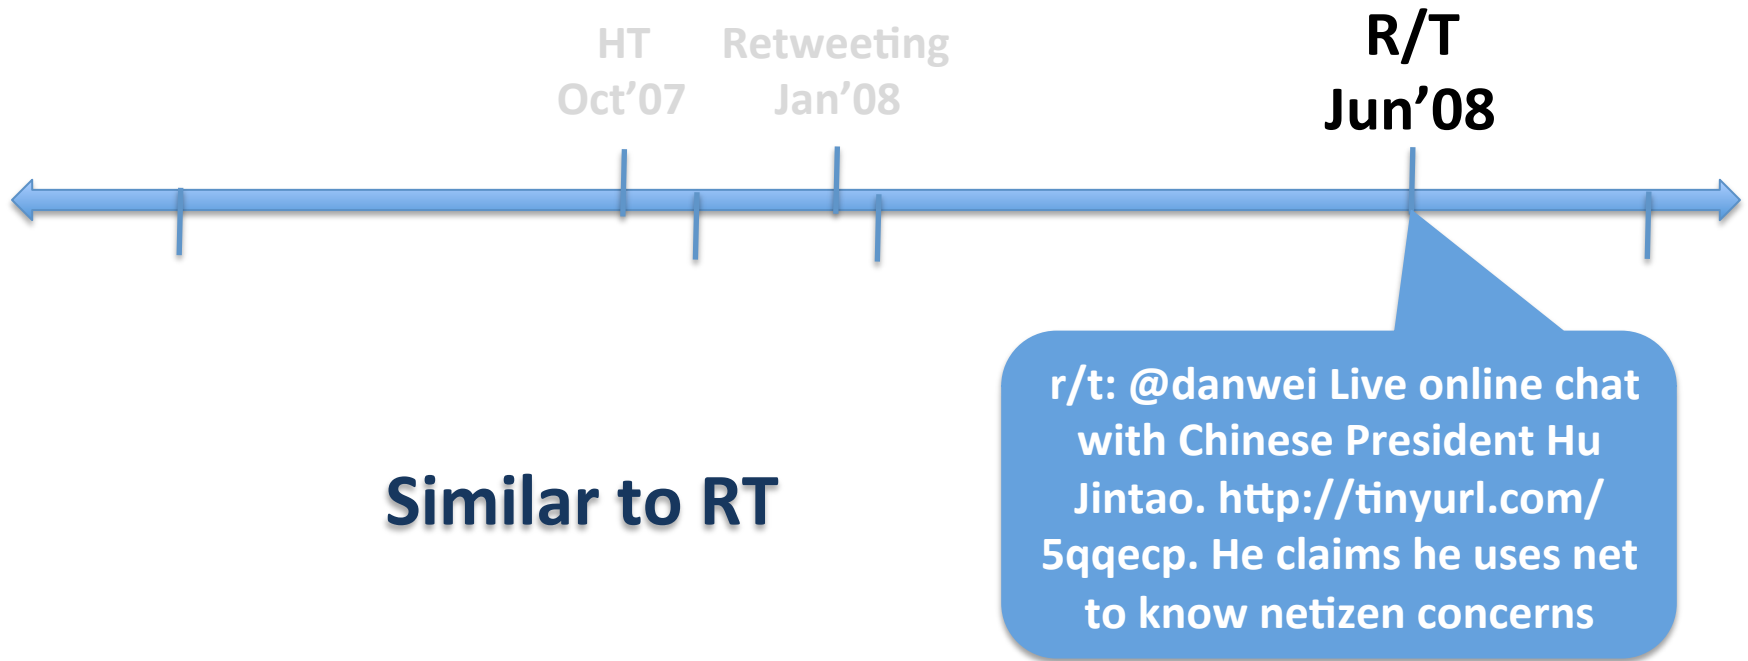 HT
Oct’07
Retweeting
Jan’08
R/T
Jun’08
r/t: @danwei Live online chat
with Chinese President Hu
Jintao. http://tinyurl.com/
5qqecp. He claims he uses net
to know netizen concerns
Similar to RT